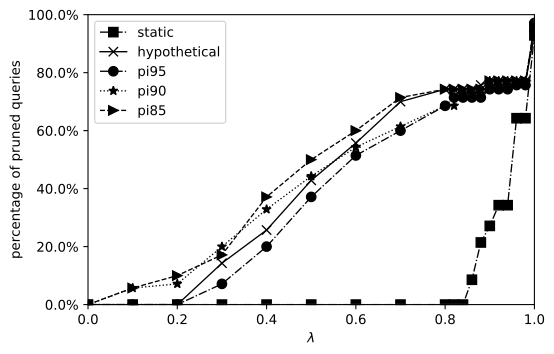 100.0%
80.0%
60.0%
40.0%
20.0%
0.0%
percentage of pruned queries
static
hypothetical
pi95
pi90
pi85
0.0 0.2 0.4 0.6 0.8 1.0
λ